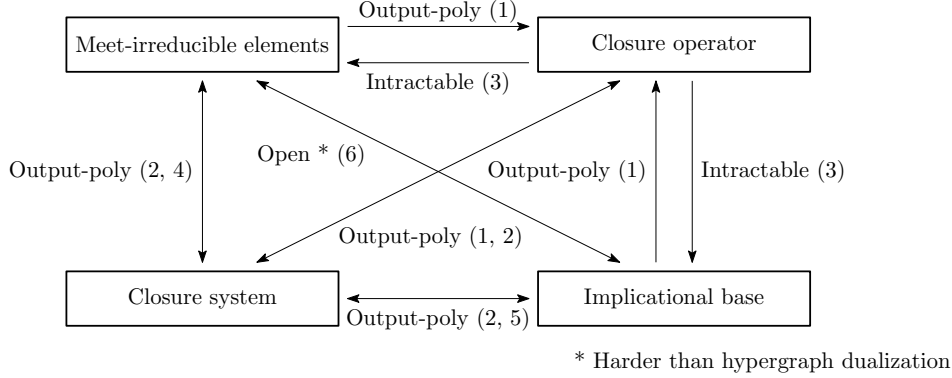 Output-poly (1)
Meet-irreducible elements
Closure operator
Intractable (3)
Open * (6)
Output-poly (2, 4)
Output-poly (1)
Intractable (3)
Output-poly (1, 2)
Closure system
Implicational base
Output-poly (2, 5)
* Harder than hypergraph dualization